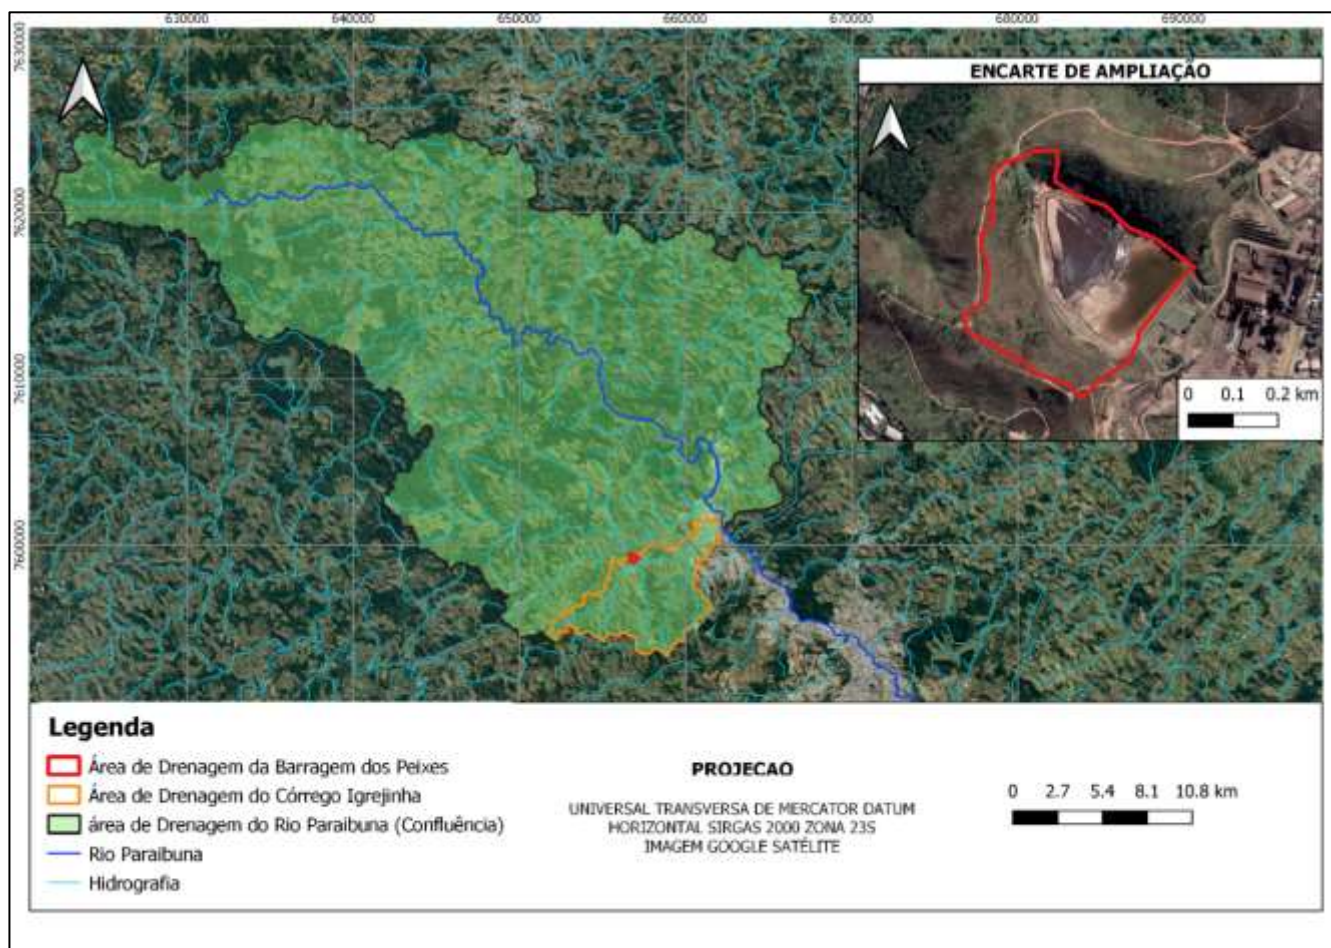 630000 640000 650000 660000 670000 680000 690000
7630000
7620000
7610000
7600000
ENCARTE DE AMPLIAÇÃO
0 0.1 0.2 km
Legenda
Área de Drenagem da Barragem dos Peixes
Área de Drenagem do Córrego Igrejinha
área de Drenagem do Rio Paraibuna (Confluência)
Rio Paraibuna
Hidrografia
PROJECAO
UNIVERSAL TRANSVERSA DE MERCATOR DATUM
HORIZONTAL SIRGAS 2000 ZONA 23S
IMAGEM GOOGLE SATÉLITE
0 2.7 5.4 8.1 10.8 km